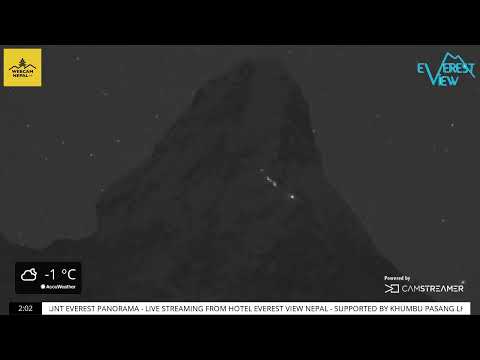 WEBCAM
NEPAL
EVEREST
VIEW
-1 °C
AccuWeather
Powered by
CAMSTREAMER
2:02
UNT EVEREST PANORAMA - LIVE STREAMING FROM HOTEL EVEREST VIEW NEPAL - SUPPORTED BY KHUMBU PASANG LH